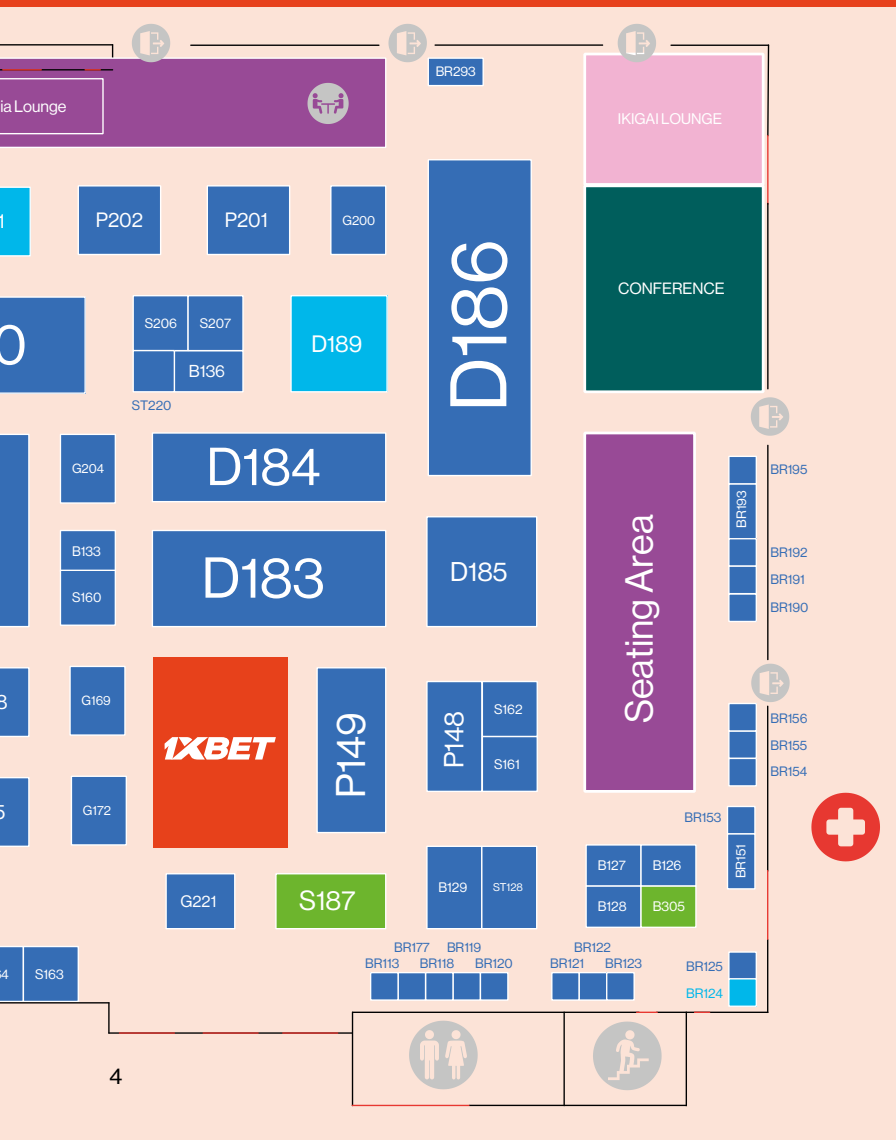 ia Lounge
BR293
IKIGAI LOUNGE
1
P202
P201
G200
D186
CONFERENCE
0
S206
S207
D189
B136
ST220
G204
D184
BR195
BR193
B133
D183
D185
Seating Area
BR192
BR191
S160
BR190
G169
1XBET
P149
P148
S162
BR156
BR155
S161
BR154
G172
BR153
BR151
B127
B126
G221
S187
B129
ST128
B128
B305
BR177
BR119
BR122
BR113
BR118
BR120
BR121
BR123
BR125
S163
BR124
4